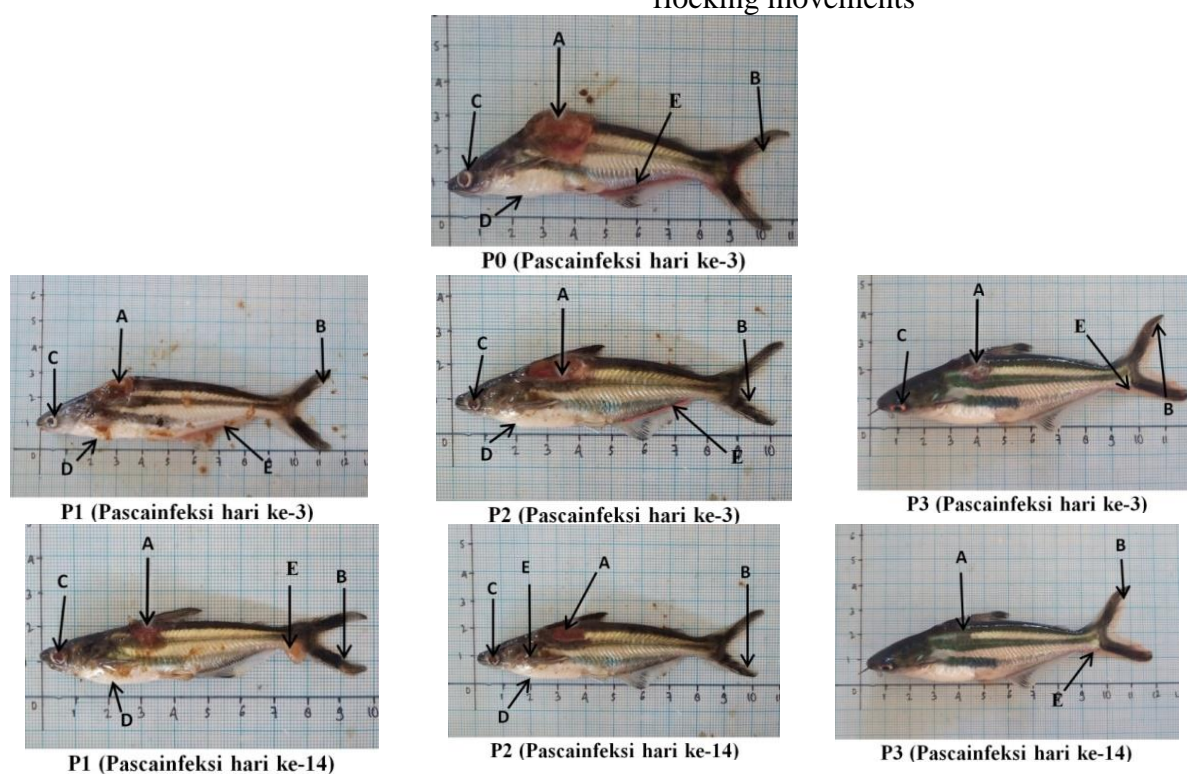 flocking movements
A
B
C
E
D
P0 (Pascainfeksi hari ke-3)
A
B
C
D
E
P1 (Pascainfeksi hari ke-3)
A
B
C
D
E
P2 (Pascainfeksi hari ke-3)
A
E
C
B
P3 (Pascainfeksi hari ke-3)
A
E
C
B
D
P1 (Pascainfeksi hari ke-14)
E
A
B
C
D
P2 (Pascainfeksi hari ke-14)
A
B
E
P3 (Pascainfeksi hari ke-14)